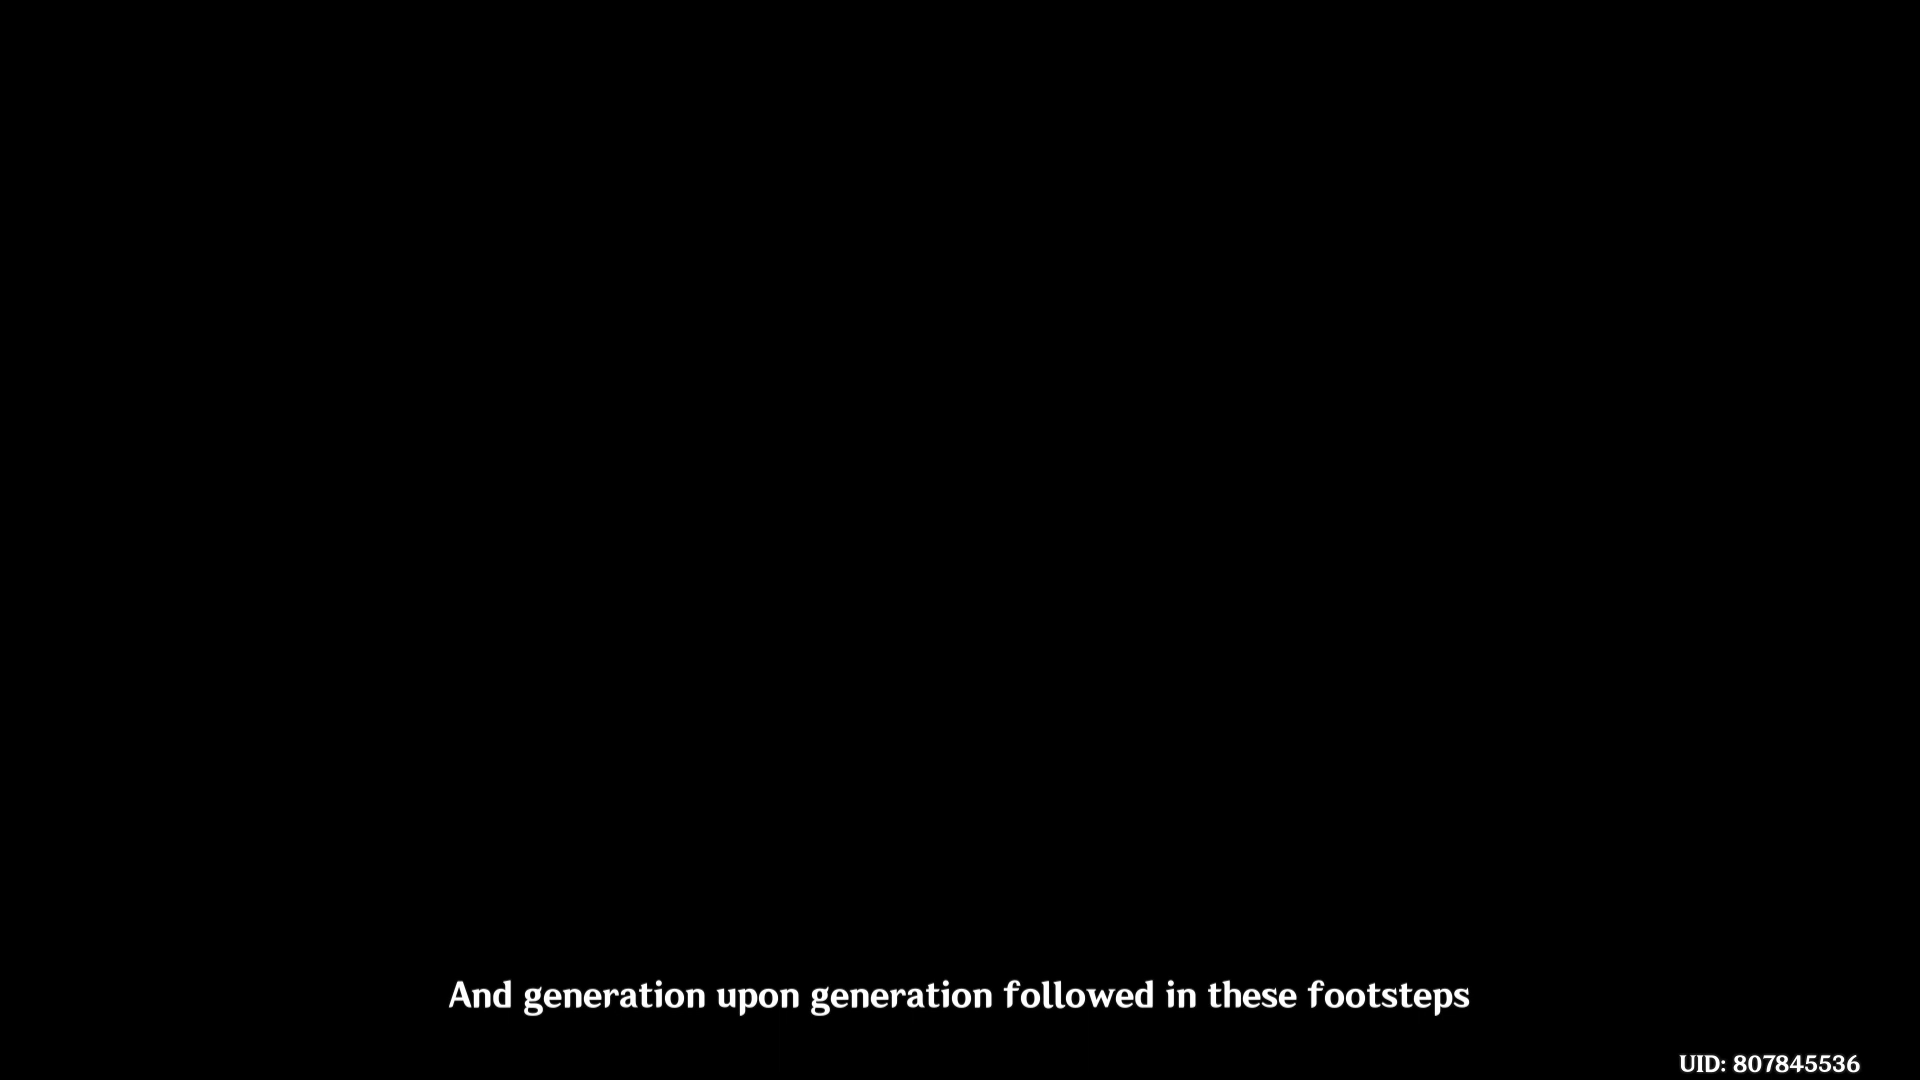 And generation upon generation followed in these footsteps
UID: 807845536